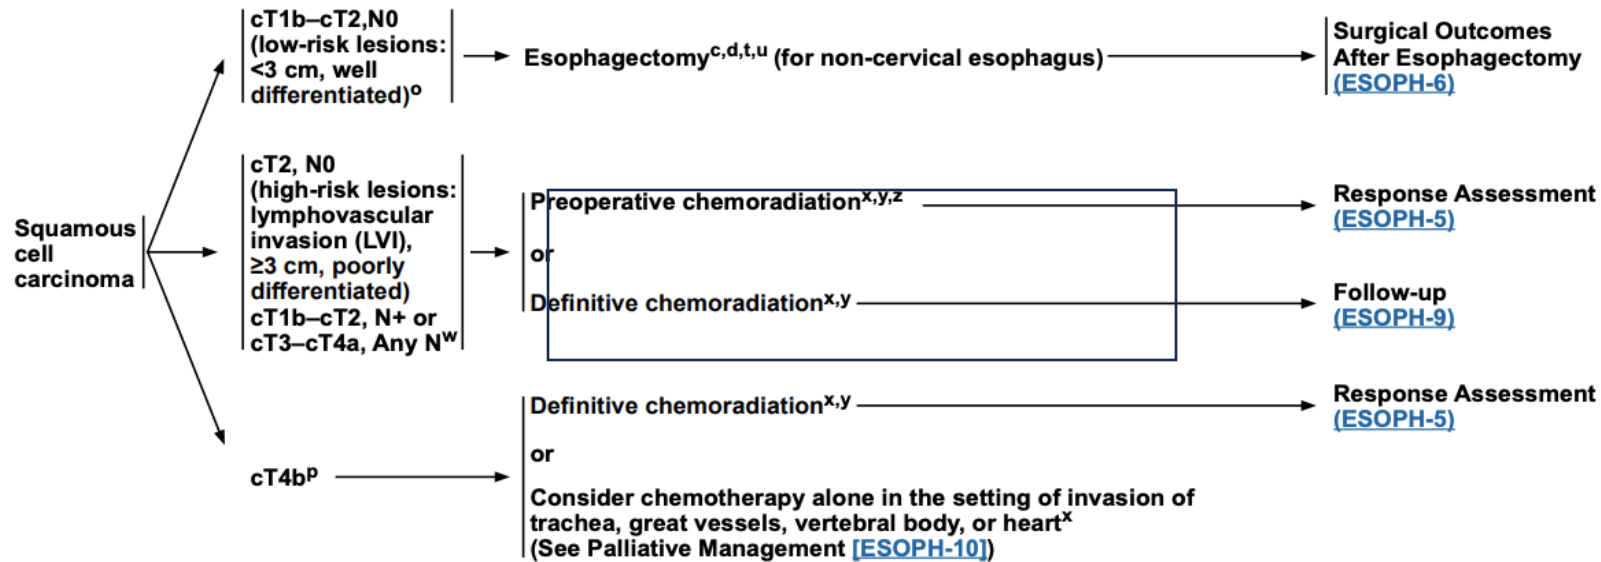 Squamous
cell
carcinoma
cT1b–cT2,N0
(low-risk lesions:
<3 cm, well
differentiated)o
Esophagectomyc,d,t,u (for non-cervical esophagus)
Surgical Outcomes
After Esophagectomy
(ESOPH-6)
cT2, N0
(high-risk lesions:
lymphovascular
invasion (LVI),
≥3 cm, poorly
differentiated)
cT1b–cT2, N+ or
cT3–cT4a, Any Nw
Preoperative chemoradiationx,y,z
Response Assessment
(ESOPH-5)
or
Definitive chemoradiationx,y
Follow-up
(ESOPH-9)
cT4bp
Definitive chemoradiationx,y
Response Assessment
(ESOPH-5)
or
Consider chemotherapy alone in the setting of invasion of
trachea, great vessels, vertebral body, or heartx
(See Palliative Management [ESOPH-10])